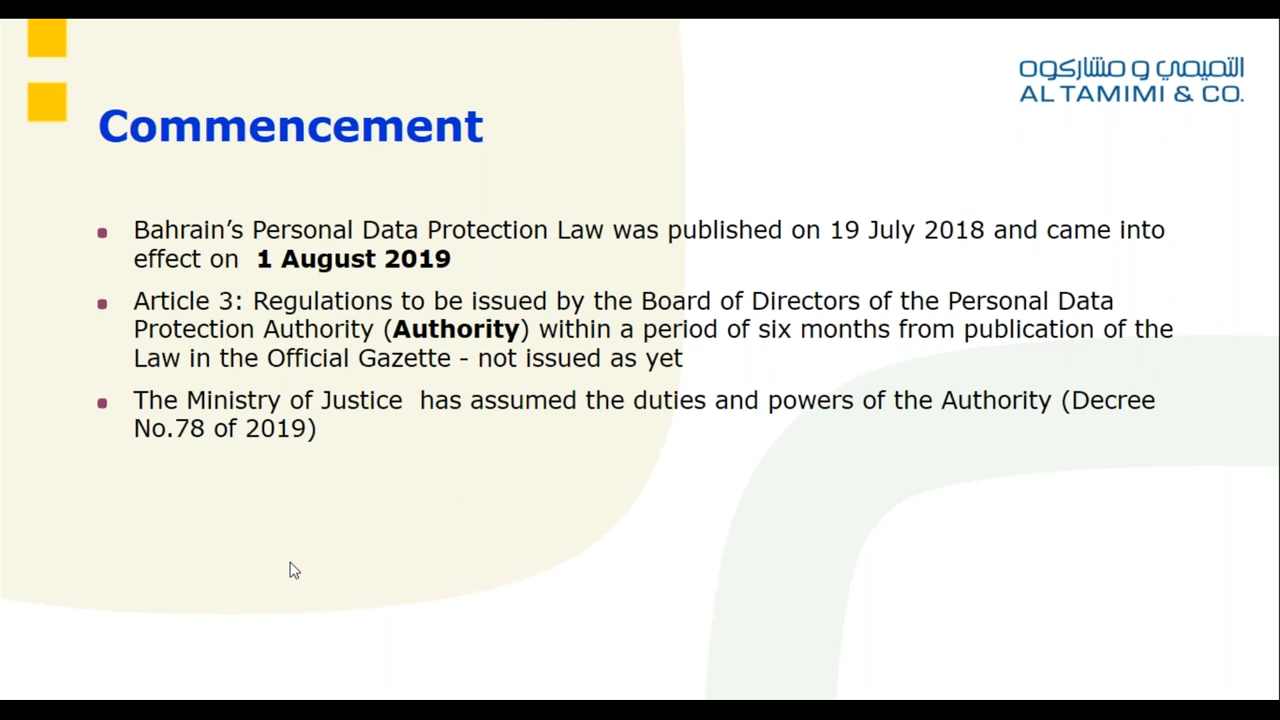 التميمي و مشاركوه
AL TAMIMI & CO.
Commencement
Bahrain’s Personal Data Protection Law was published on 19 July 2018 and came into
effect on 1 August 2019
Article 3: Regulations to be issued by the Board of Directors of the Personal Data
Protection Authority (Authority) within a period of six months from publication of the
Law in the Official Gazette - not issued as yet
The Ministry of Justice has assumed the duties and powers of the Authority (Decree
No.78 of 2019)